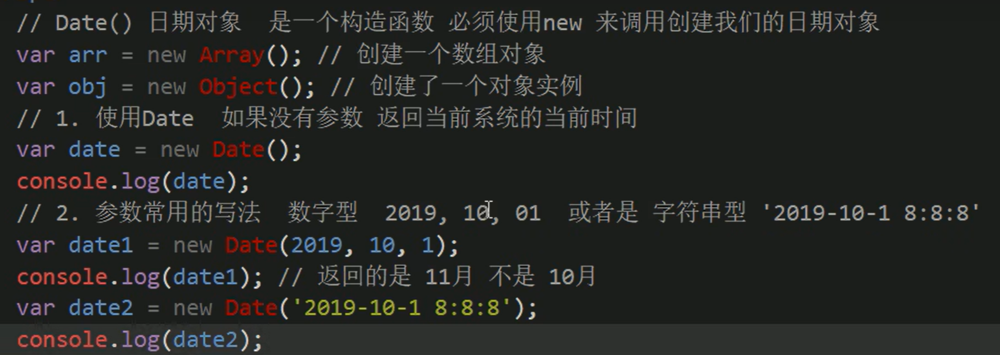 // Date() 日期对象 是一个构造函数 必须使用new 来调用创建我们的日期对象
var arr = new Array(); // 创建一个数组对象
var obj = new Object(); // 创建了一个对象实例
// 1. 使用Date 如果没有参数 返回当前系统的当前时间
var date = new Date();
console.log(date);
// 2. 参数常用的写法 数字型 2019, 10, 01 或者是 字符串型 '2019-10-1 8:8:8'
var date1 = new Date(2019, 10, 1);
console.log(date1); // 返回的是 11月 不是 10月
var date2 = new Date('2019-10-1 8:8:8');
console.log(date2);